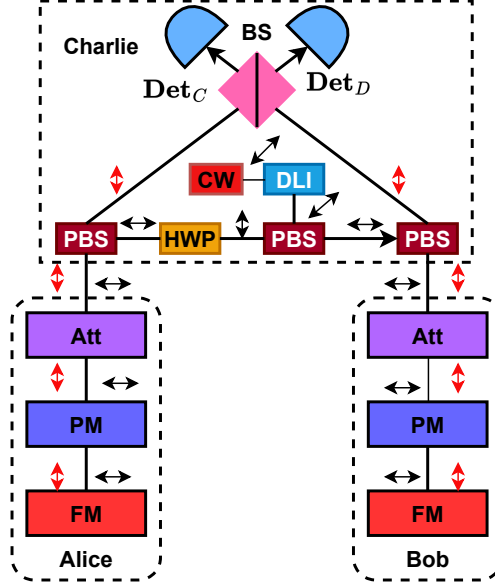 Charlie
BS
Det_C
Det_D
CW
DLI
PBS
HWP
PBS
PBS
Att
Att
PM
PM
FM
FM
Alice
Bob